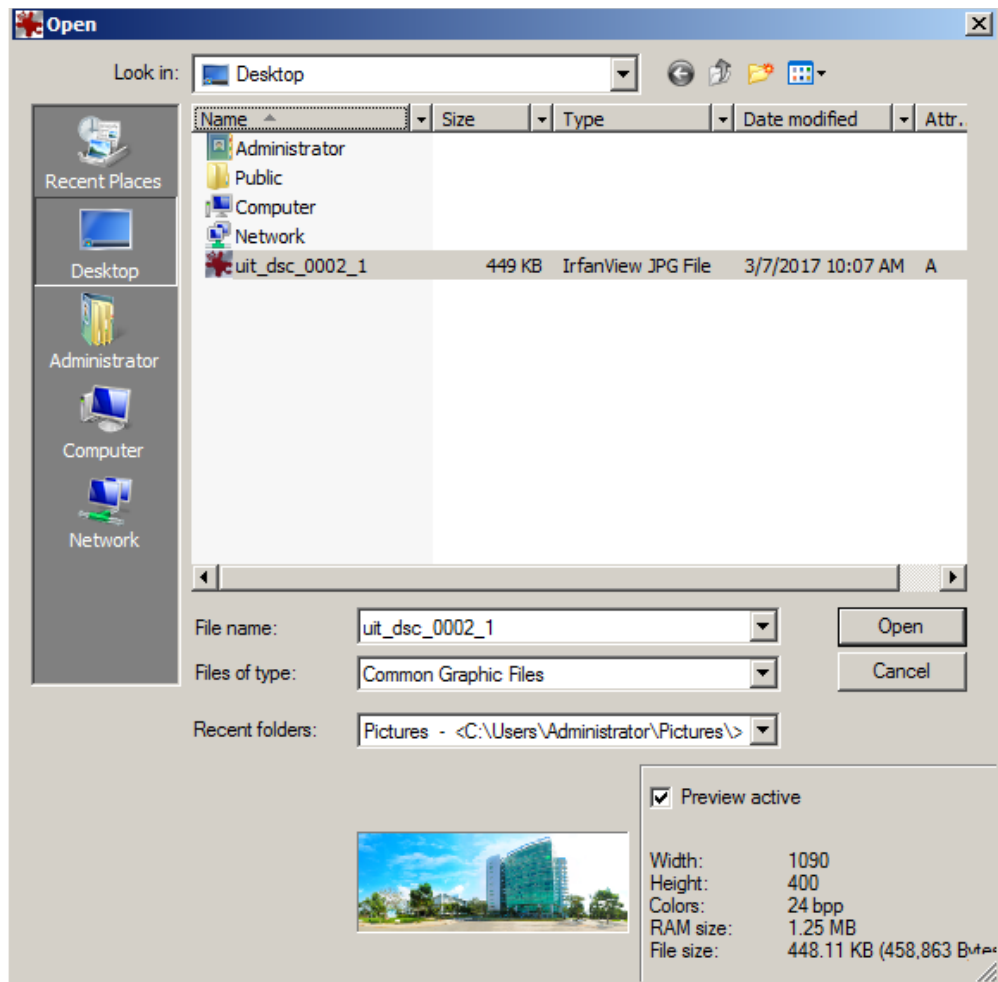 Open
Look in: Desktop
Name Size Type Date modified Attr.
Administrator
Public
Computer
Network
uit_dsc_0002_1 449 KB IrfanView JPG File 3/7/2017 10:07 AM A
Recent Places
Desktop
Administrator
Computer
Network
File name: uit_dsc_0002_1 Open
Files of type: Common Graphic Files Cancel
Recent folders: Pictures - <C:\Users\Administrator\Pictures\>
Preview active
Width: 1090
Height: 400
Colors: 24 bpp
RAM size: 1.25 MB
File size: 448.11 KB (458,863 Bytes